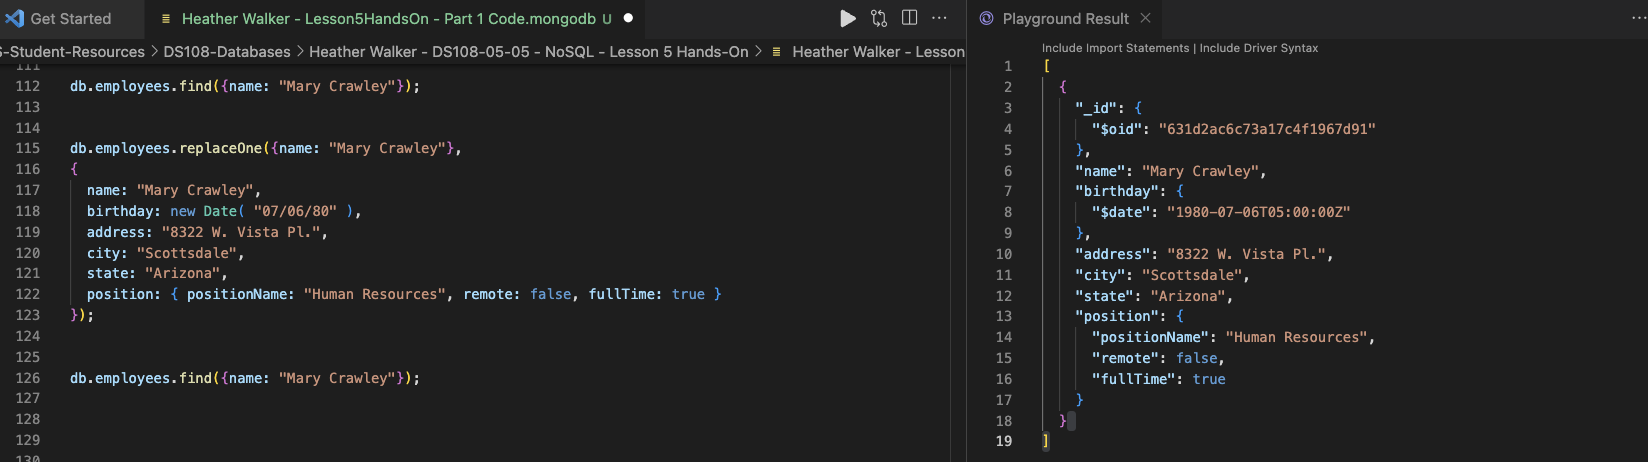 Get Started
Heather Walker - Lesson5HandsOn - Part 1 Code.mongodb U
S-Student-Resources > DS108-Databases > Heather Walker - DS108-05-05 - NoSQL - Lesson 5 Hands-On > Heather Walker - Lesson
111
112 db.employees.find({name: "Mary Crawley"});
113
114
115 db.employees.replaceOne({name: "Mary Crawley"},
116 {
117 name: "Mary Crawley",
118 birthday: new Date( "07/06/80" ),
119 address: "8322 W. Vista Pl.",
120 city: "Scottsdale",
121 state: "Arizona",
122 position: { positionName: "Human Resources", remote: false, fullTime: true }
123 });
124
125
126 db.employees.find({name: "Mary Crawley"});
127
128
129
130
Playground Result
Include Import Statements | Include Driver Syntax
1 [
2 {
3 "_id": {
4 "$oid": "631d2ac6c73a17c4f1967d91"
5 },
6 "name": "Mary Crawley",
7 "birthday": {
8 "$date": "1980-07-06T05:00:00Z"
9 },
10 "address": "8322 W. Vista Pl.",
11 "city": "Scottsdale",
12 "state": "Arizona",
13 "position": {
14 "positionName": "Human Resources",
15 "remote": false,
16 "fullTime": true
17 }
18 }
19 ]